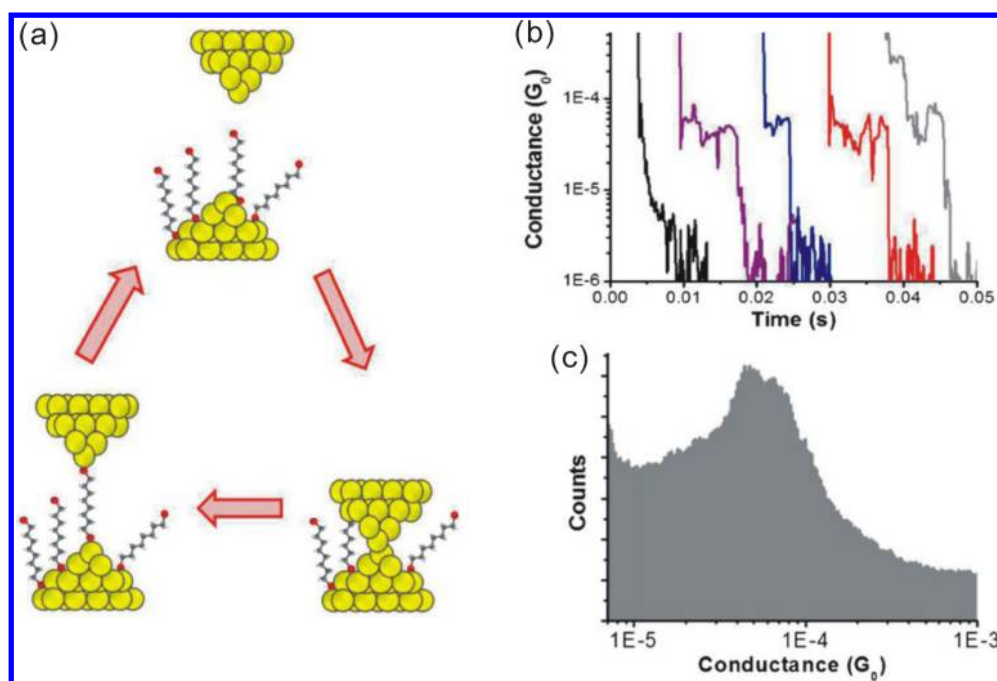 (a)
(b)
Conductance (G₀)
1E-4
1E-5
1E-6
0.00 0.01 0.02 0.03 0.04 0.05
Time (s)
(c)
Counts
1E-5 1E-4 1E-3
Conductance (G₀)